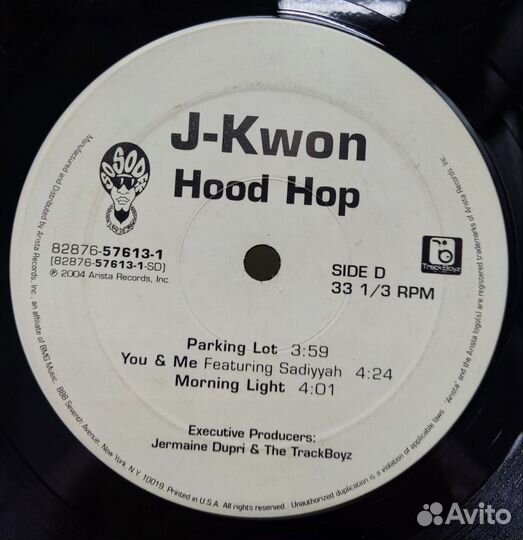 J-Kwon
Hood Hop
SO SO DEF
82876-57613-1
(82876-57613-1-SD)
℗ 2004 Arista Records, Inc.
SIDE D
33 1/3 RPM
TrackBoyz
Parking Lot 3:59
You & Me Featuring Sadiyyah 4:24
Morning Light 4:01
Executive Producers:
Jermaine Dupri & The TrackBoyz
Manufactured and Distributed by Arista Records, Inc., an affiliate of BMG Music, 888 Seventh Avenue, New York, N.Y. 10019. Printed in U.S.A. All rights reserved. Unauthorized duplication is a violation of applicable laws. 'Arista' and the Arista logo(s) are registered trademarks of Arista Records, Inc.
Avito